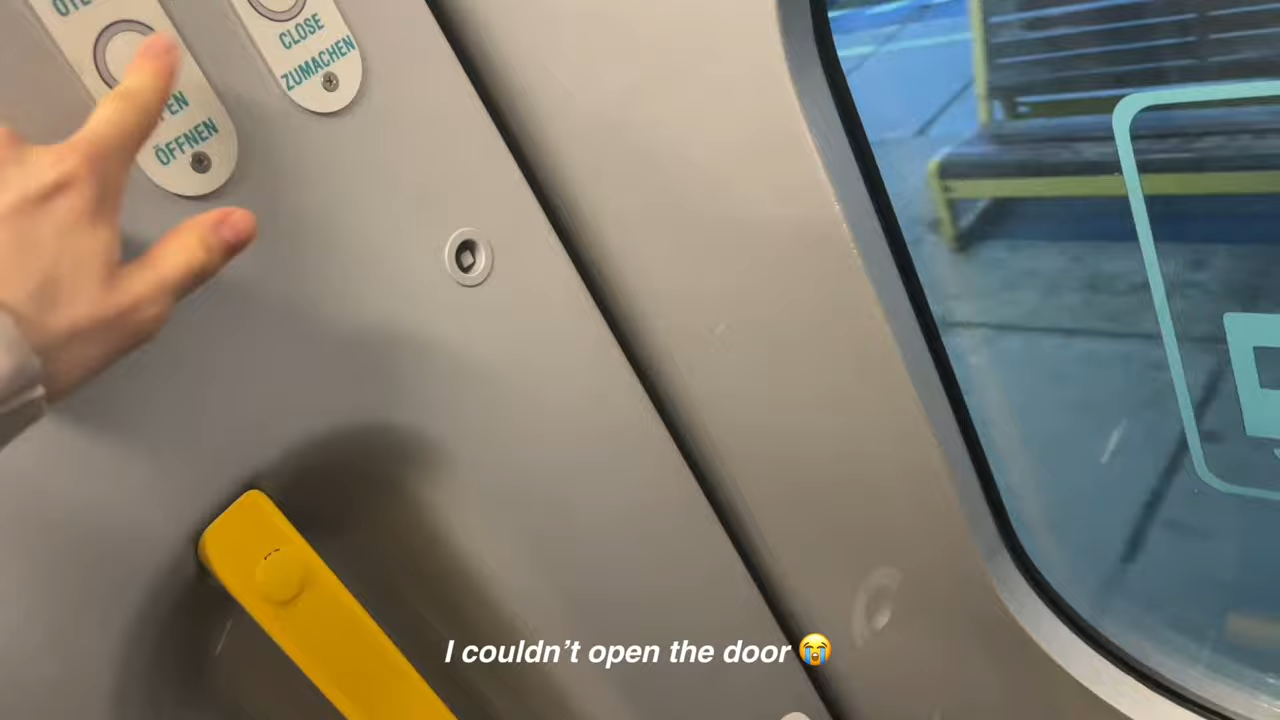 CLOSE
ZUMACHEN
ÖFFNEN
I couldn’t open the door 😭